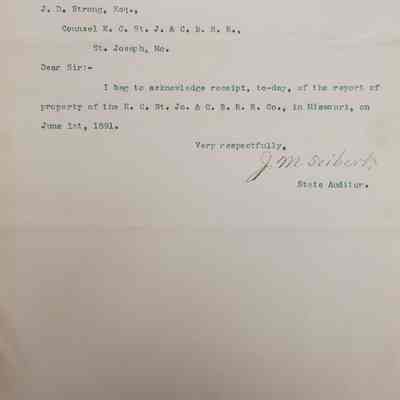 J. D. Strong, Esq.,
Counsel K. C. St. J. & C. B. R. R.,
St. Joseph, Mo.
Dear Sir:-
I beg to acknowledge receipt, to-day, of the report of
property of the K. C. St. Jo. & C. B. R. R. Co., in Missouri, on
June 1st, 1891.
Very respectfully,
J M Seibert
State Auditor.